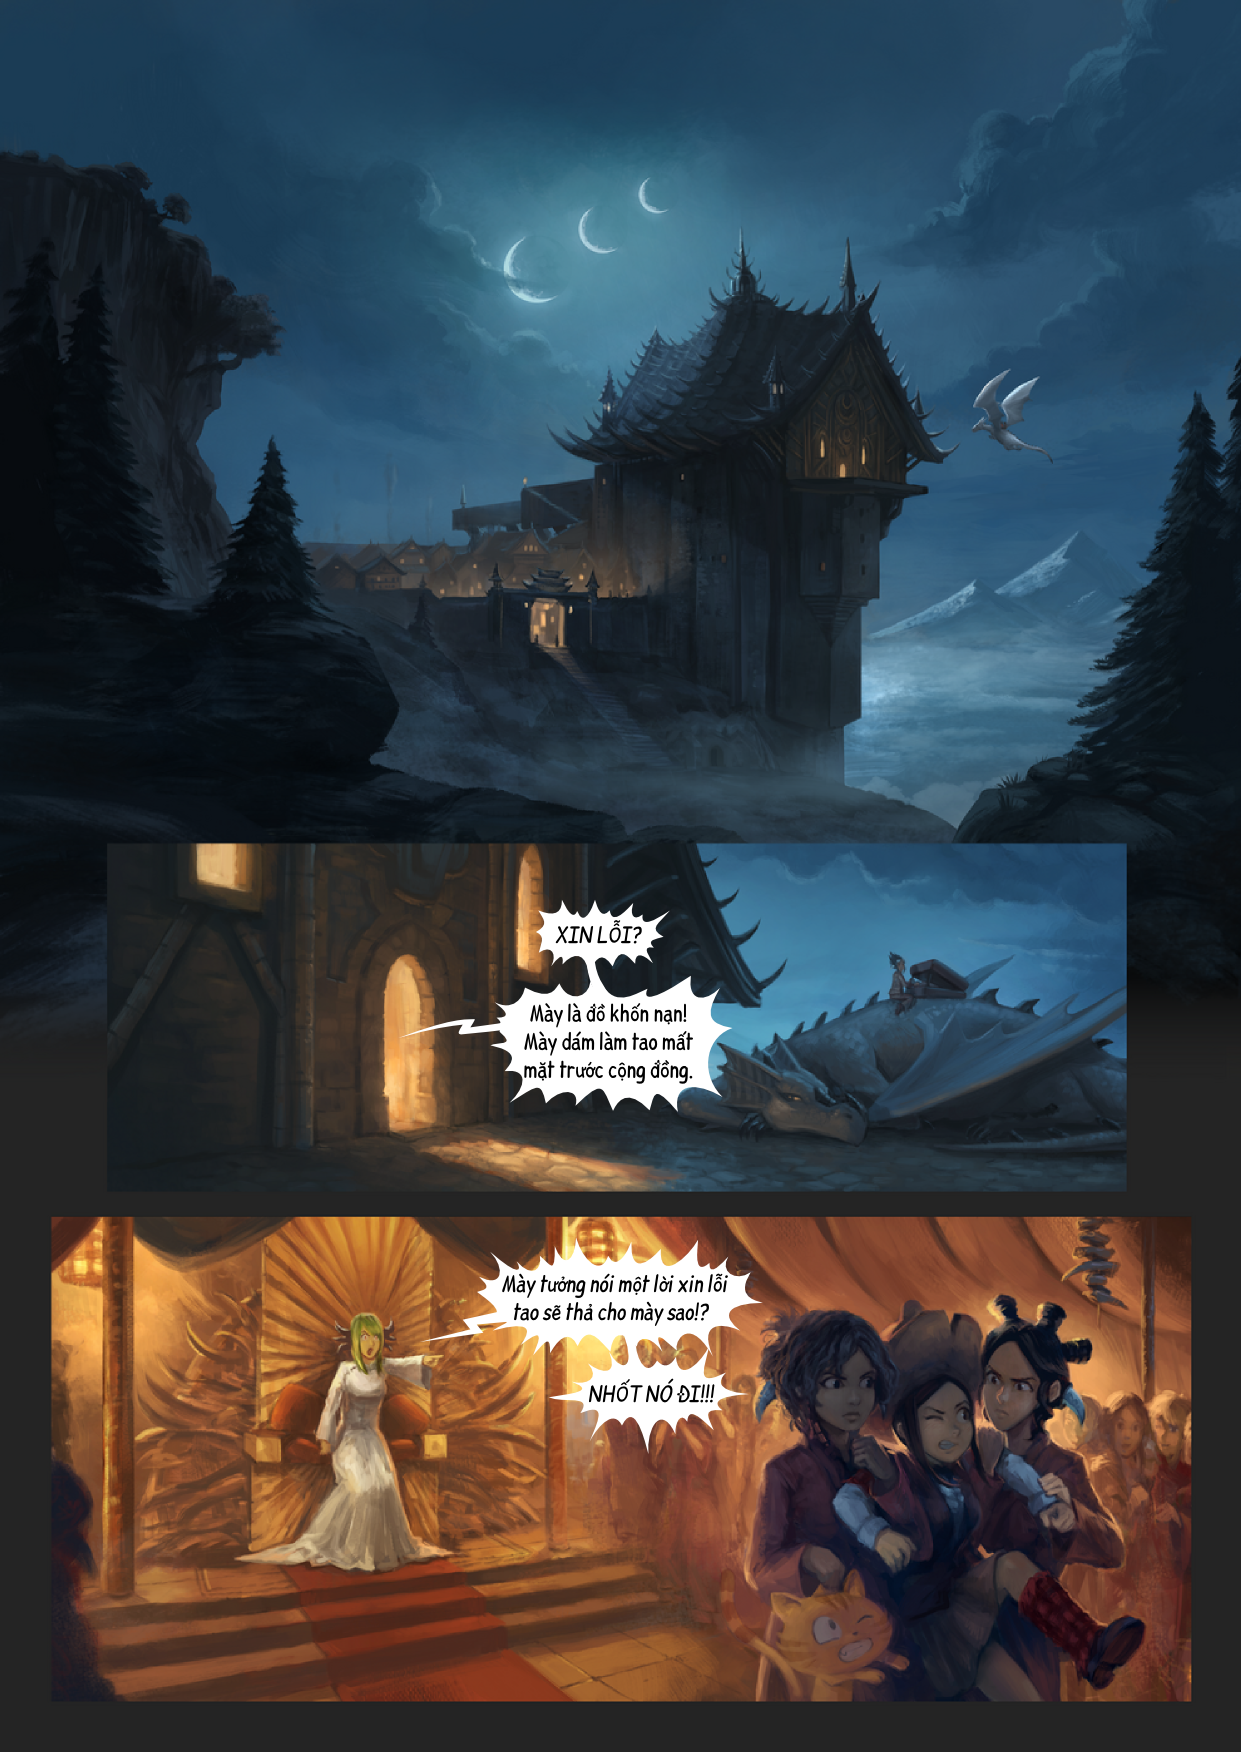 XIN LỖI?
Mày là đồ khốn nạn!
Mày dám làm tao mất
mặt trước cộng đồng.
Mày tưởng nói một lời xin lỗi
tao sẽ thả cho mày sao!?
NHỐT NÓ ĐI!!!